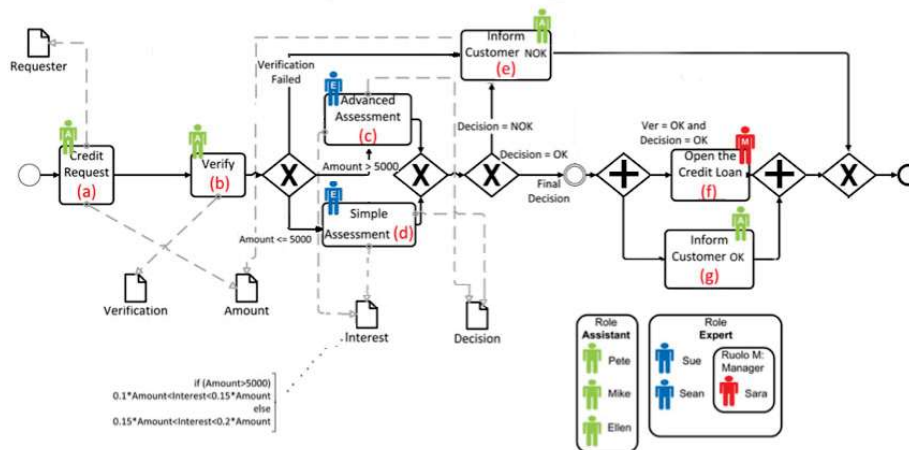 Requester
A
Credit
Request
(a)
A
Verify
(b)
Verification
Failed
X
E
Advanced
Assessment
(c)
Amount > 5000
Amount <= 5000
E
Simple
Assessment
(d)
X
X
Decision = NOK
Decision = OK
A
Inform
Customer NOK
(e)
Final
Decision
Ver = OK and
Decision = OK
M
Open the
Credit Loan
(f)
A
Inform
Customer OK
(g)
X
Verification
Amount
Interest
Decision
if (Amount>5000)
0.1*Amount<Interest<0.15*Amount
else
0.15*Amount<Interest<0.2*Amount
Role
Assistant
Pete
Mike
Ellen
Role
Expert
Sue
Sean
Ruolo M:
Manager
Sara